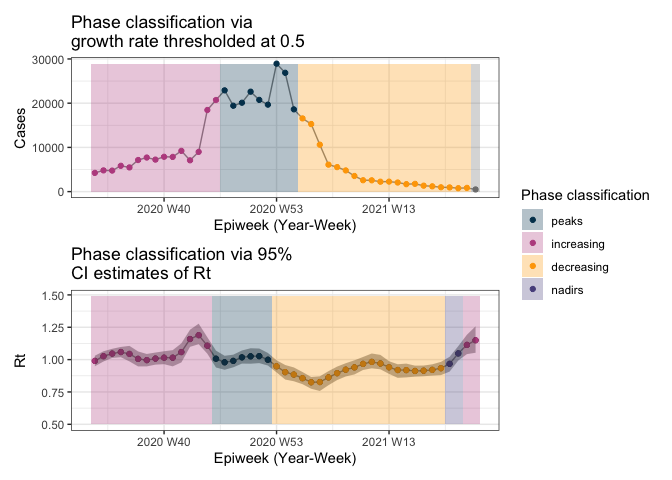 Phase classification via
growth rate thresholded at 0.5
30000
20000
10000
0
Cases
2020 W40
2020 W53
2021 W13
Epiweek (Year-Week)
Phase classification via 95%
CI estimates of Rt
1.50
1.25
1.00
0.75
0.50
Rt
2020 W40
2020 W53
2021 W13
Epiweek (Year-Week)
Phase classification
peaks
increasing
decreasing
nadirs